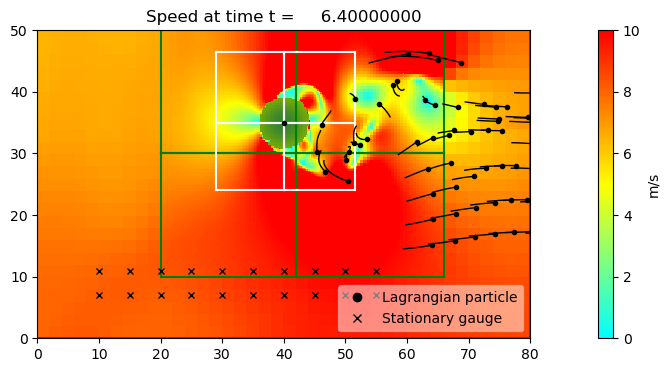 Speed at time t =      6.40000000
50
40
30
20
10
0
0 10 20 30 40 50 60 70 80
Lagrangian particle
Stationary gauge
10
8
6
4
2
0
m/s